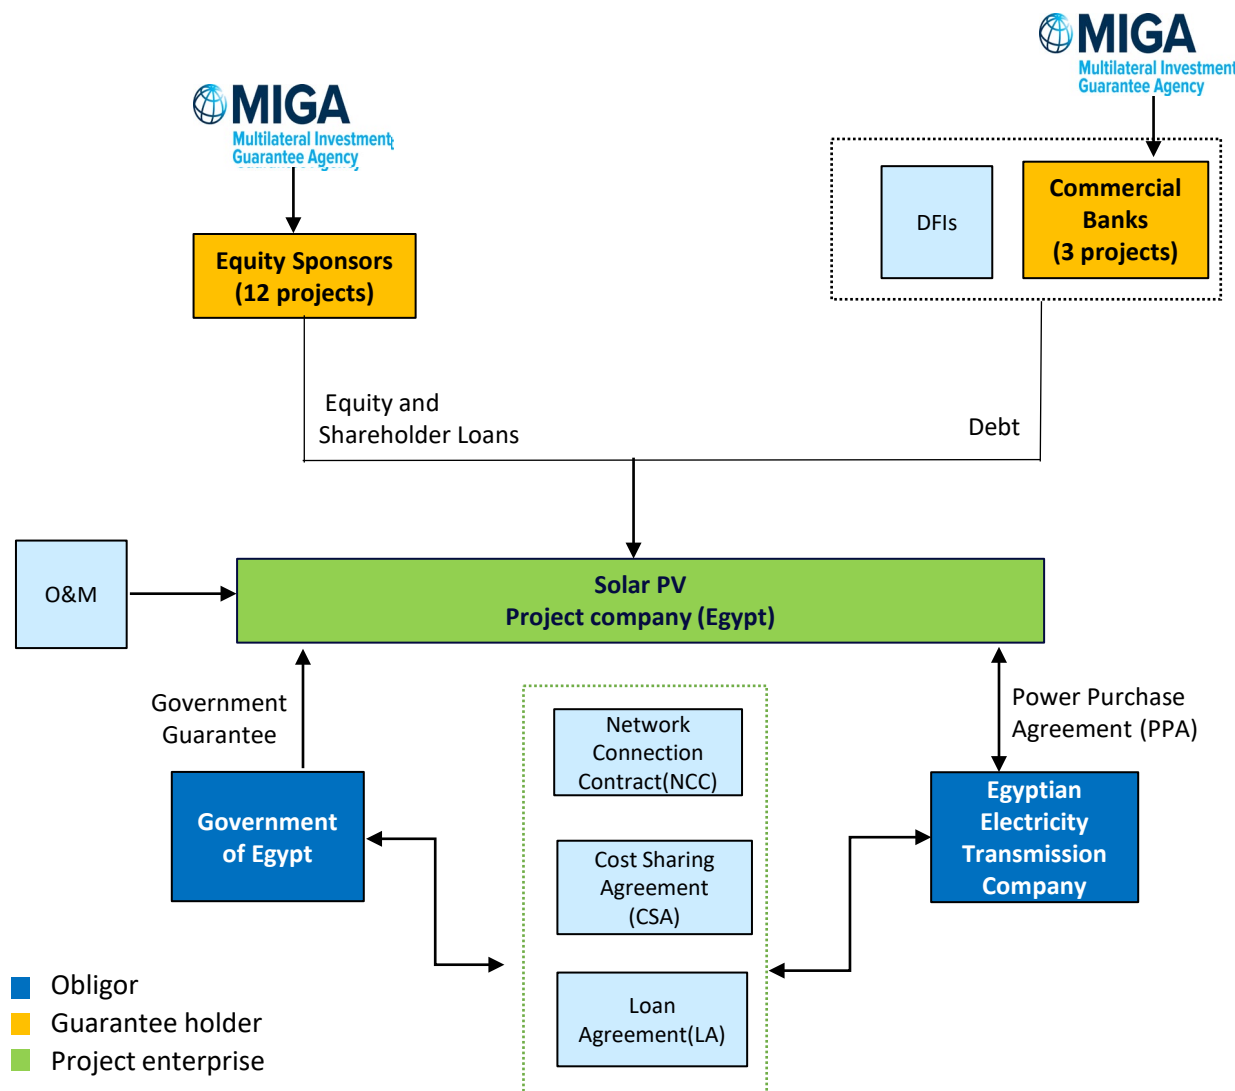 MIGA
Multilateral Investment
Guarantee Agency
MIGA
Multilateral Investment
Guarantee Agency
Equity Sponsors
(12 projects)
DFIs
Commercial
Banks
(3 projects)
Equity and
Shareholder Loans
Debt
O&M
Solar PV
Project company (Egypt)
Government
Guarantee
Power Purchase
Agreement (PPA)
Government
of Egypt
Network
Connection
Contract(NCC)
Cost Sharing
Agreement
(CSA)
Loan
Agreement(LA)
Egyptian
Electricity
Transmission
Company
Obligor
Guarantee holder
Project enterprise